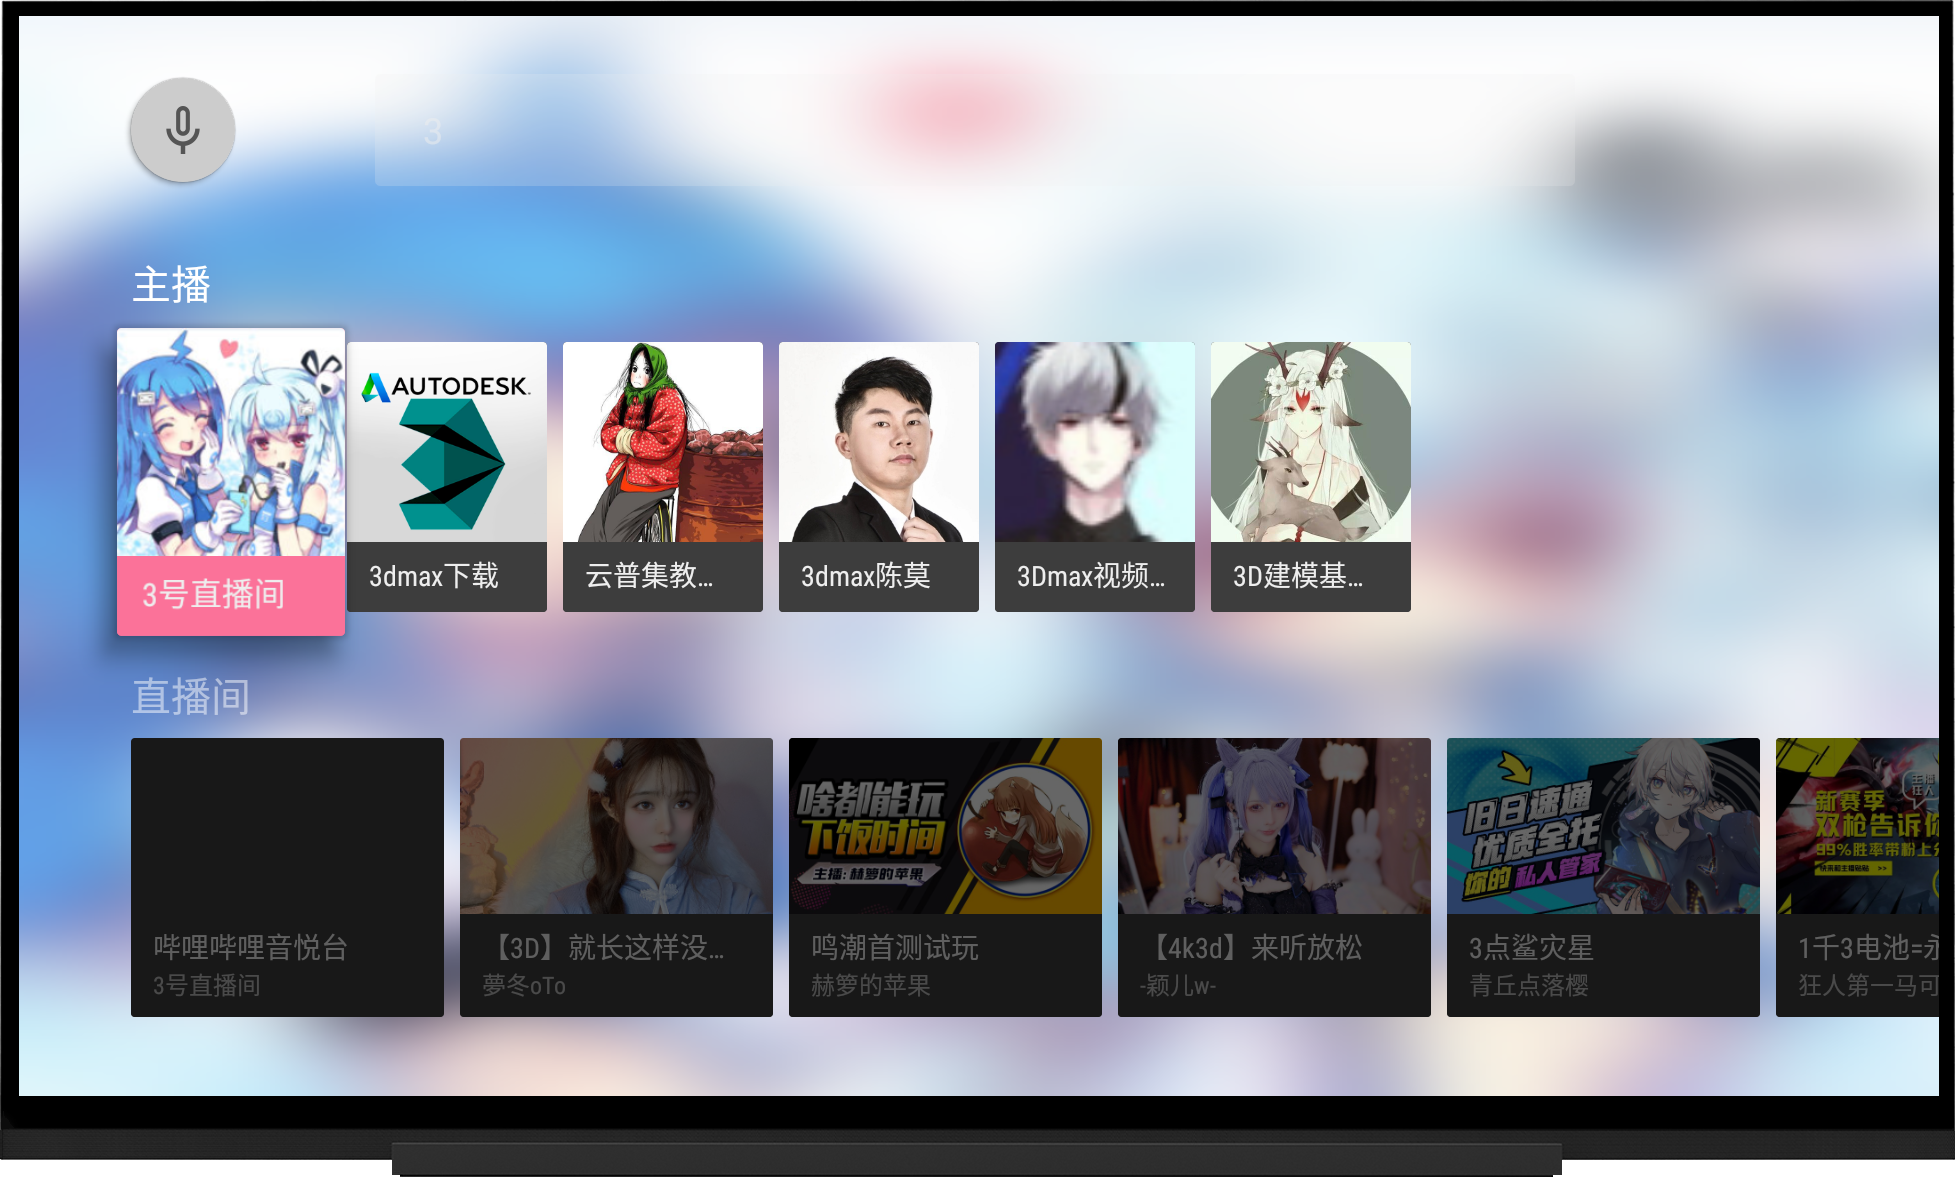 3
主播
AUTODESK.
3号直播间
3dmax下载
云普集教...
3dmax陈莫
3Dmax视频...
3D建模基...
直播间
啥都能玩
下饭时间
主播:赫箩的苹果
旧日速通
优质全托
你的私人管家
主播
狂人
新赛季
双枪告诉你
99%胜率带粉上分
>>
哔哩哔哩音悦台
3号直播间
【3D】就长这样没...
夢冬oTo
鸣潮首测试玩
赫箩的苹果
【4k3d】来听放松
-颖儿w-
3点鲨灾星
青丘点落樱
1千3电池=永
狂人第一马可